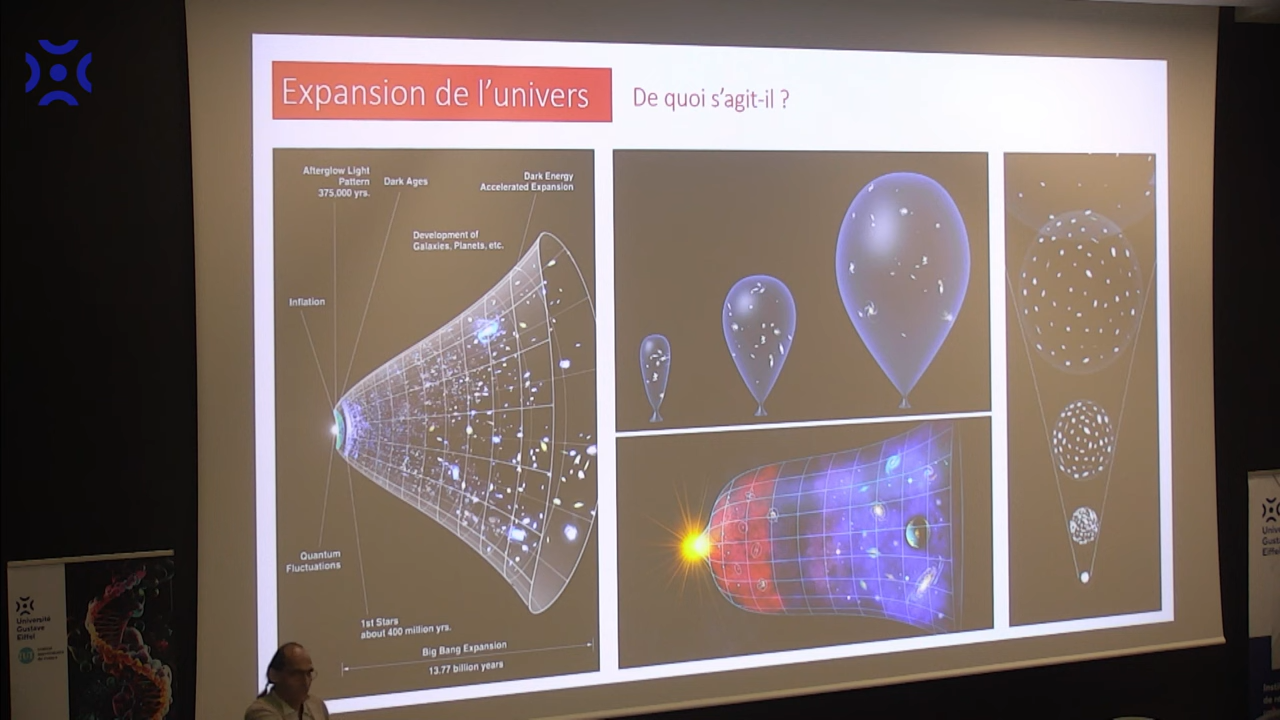 Expansion de l'univers
De quoi s'agit-il ?
Afterglow Light
Pattern
375,000 yrs.
Dark Ages
Dark Energy
Accelerated Expansion
Development of
Galaxies, Planets, etc.
Inflation
Quantum
Fluctuations
1st Stars
about 400 million yrs.
Big Bang Expansion
13.77 billion years
Université
Gustave
Eiffel